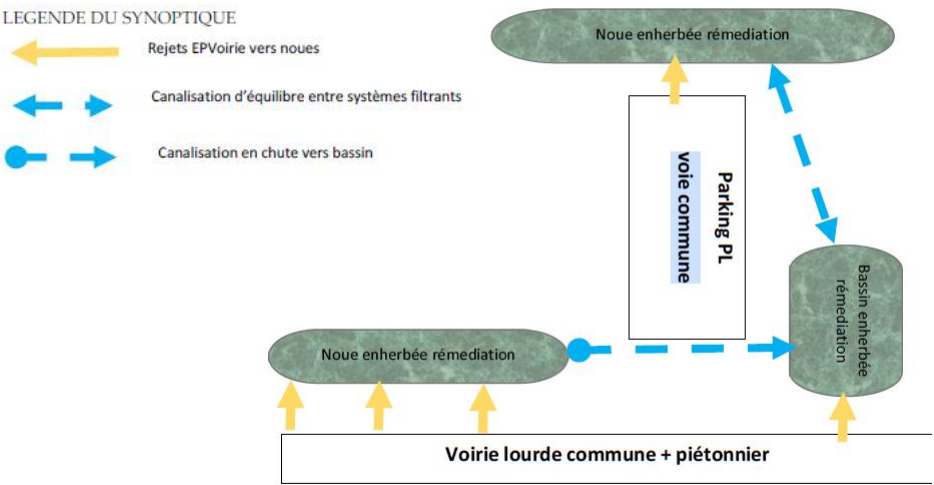 LEGENDE DU SYNOPTIQUE
Rejets EPVoirie vers noues
Canalisation d'équilibre entre systèmes filtrants
Canalisation en chute vers bassin
Noue enherbée rémediation
Parking PL
voie commune
Bassin enherbée
rémediation
Noue enherbée rémediation
Voirie lourde commune + piétonnier